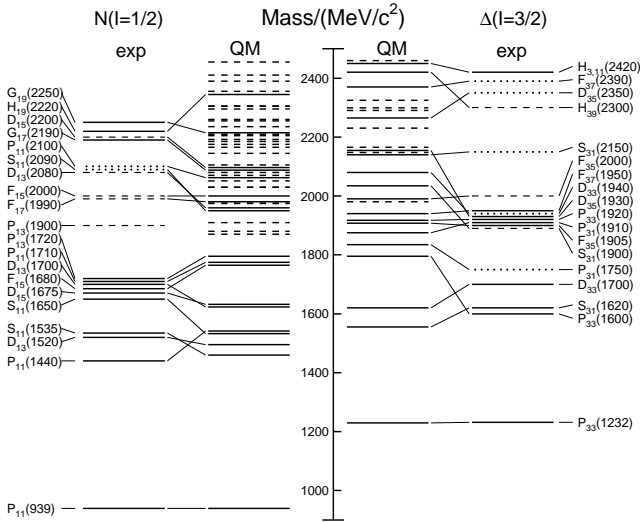 N(I=1/2) Mass/(MeV/c²) Δ(I=3/2)
exp QM QM exp
G₁₉(2250)
H₁₉(2220)
D₁₅(2200)
G₁₇(2190)
P₁₁(2100)
S₁₁(2090)
D₁₃(2080)
F₁₅(2000)
F₁₇(1990)
P₁₃(1900)
P₁₃(1720)
P₁₁(1710)
D₁₃(1700)
F₁₅(1680)
D₁₅(1675)
S₁₁(1650)
S₁₁(1535)
D₁₃(1520)
P₁₁(1440)
P₁₁(939)
2400
2200
2000
1800
1600
1400
1200
1000
H₃,₁₁(2420)
F₃₇(2390)
D₃₅(2350)
H₃₉(2300)
S₃₁(2150)
F₃₅(2000)
F₃₇(1950)
D₃₃(1940)
D₃₅(1930)
P₃₃(1920)
P₃₁(1910)
F₃₅(1905)
S₃₁(1900)
P₃₁(1750)
D₃₃(1700)
S₃₁(1620)
P₃₃(1600)
P₃₃(1232)